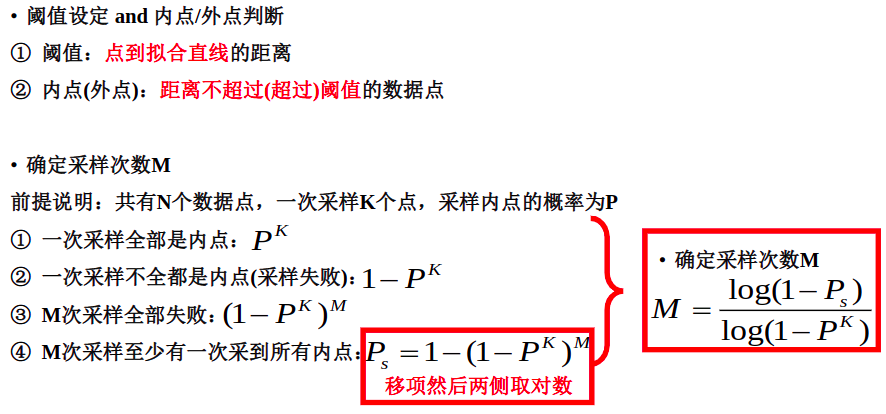 • 阈值设定 and 内点/外点判断
① 阈值：点到拟合直线的距离
② 内点(外点)：距离不超过(超过)阈值的数据点
• 确定采样次数M
前提说明：共有N个数据点，一次采样K个点，采样内点的概率为P
① 一次采样全部是内点：P^K
② 一次采样不全都是内点(采样失败)：1−P^K
③ M次采样全部失败：(1−P^K)^M
④ M次采样至少有一次采到所有内点：P_s=1−(1−P^K)^M
移项然后两侧取对数
• 确定采样次数M
M = log(1−P_s) / log(1−P^K)